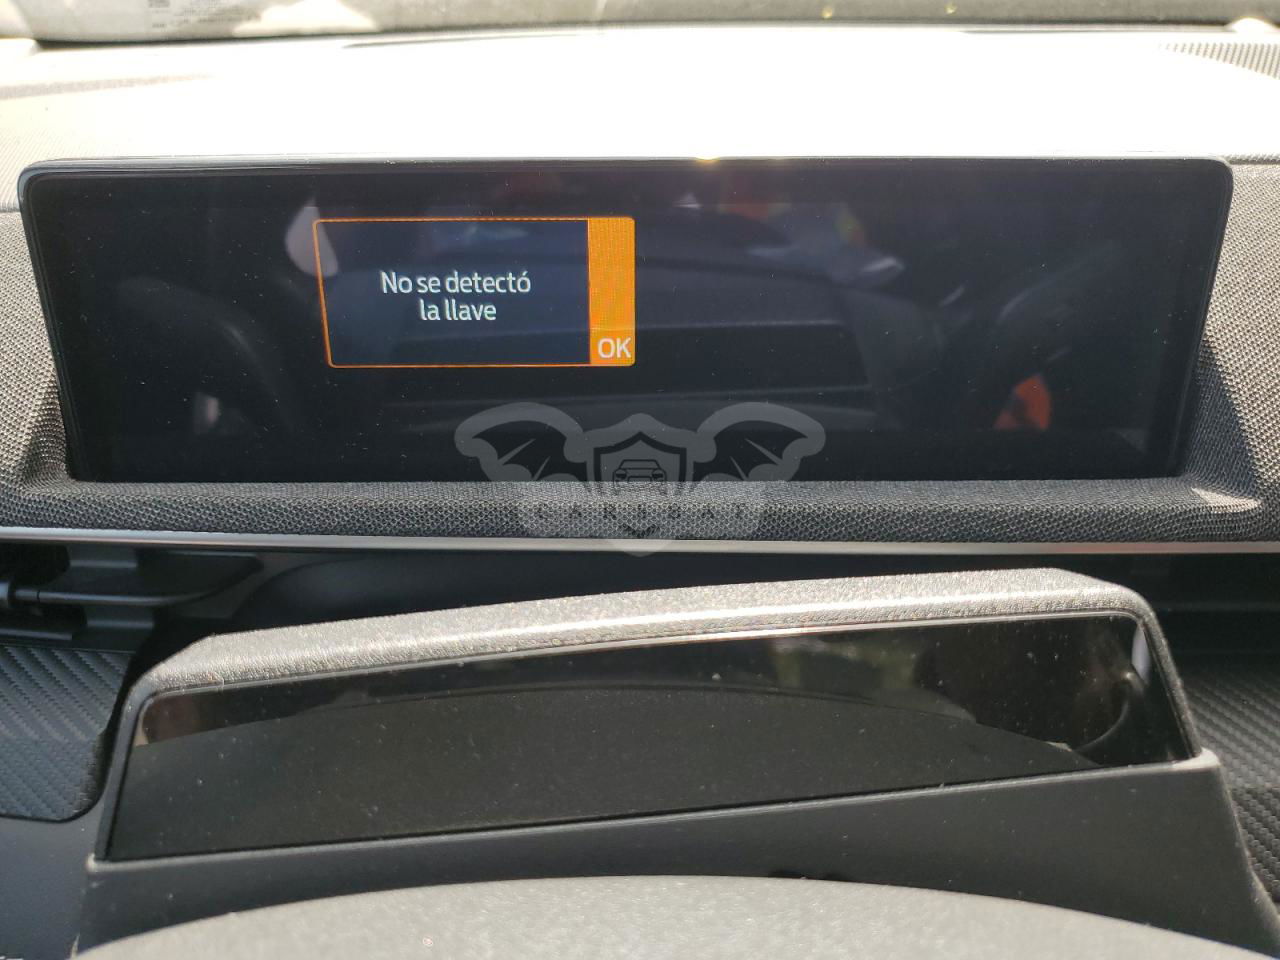 No se detectó
la llave
OK